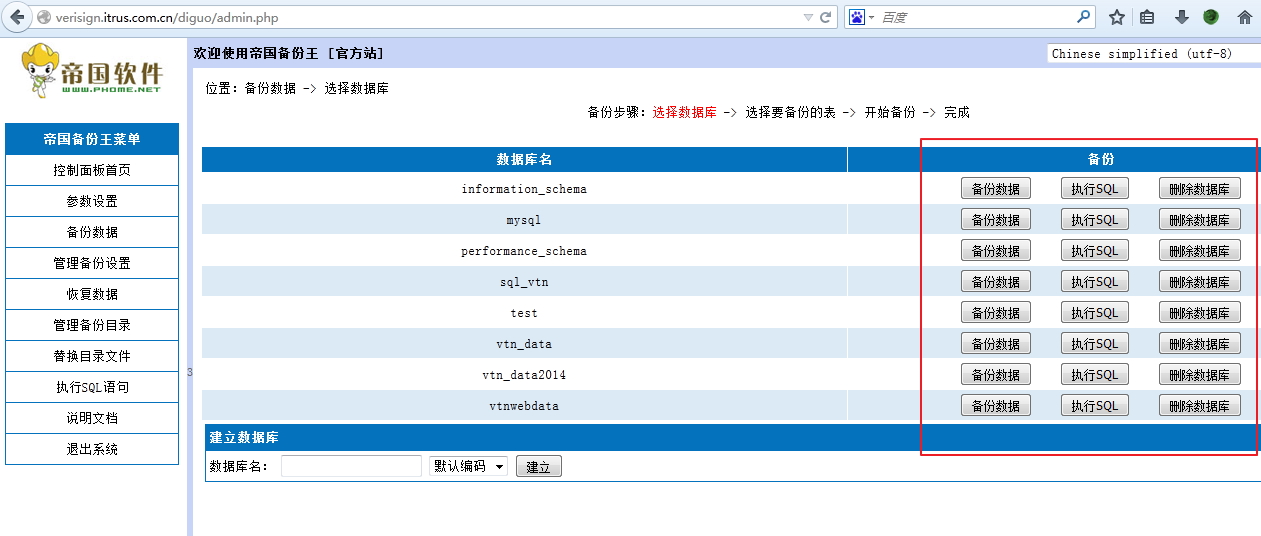 verisign.itrus.com.cn/diguo/admin.php
百度
帝国软件
WWW.PHOME.NET
欢迎使用帝国备份王 [官方站]
Chinese simplified (utf-8)
位置：备份数据 -> 选择数据库
备份步骤：选择数据库 -> 选择要备份的表 -> 开始备份 -> 完成
帝国备份王菜单
控制面板首页
参数设置
备份数据
管理备份设置
恢复数据
管理备份目录
替换目录文件
执行SQL语句
说明文档
退出系统
3
数据库名 备份
information_schema 备份数据 执行SQL 删除数据库
mysql 备份数据 执行SQL 删除数据库
performance_schema 备份数据 执行SQL 删除数据库
sql_vtn 备份数据 执行SQL 删除数据库
test 备份数据 执行SQL 删除数据库
vtn_data 备份数据 执行SQL 删除数据库
vtn_data2014 备份数据 执行SQL 删除数据库
vtnwebdata 备份数据 执行SQL 删除数据库
建立数据库
数据库名： 默认编码 建立